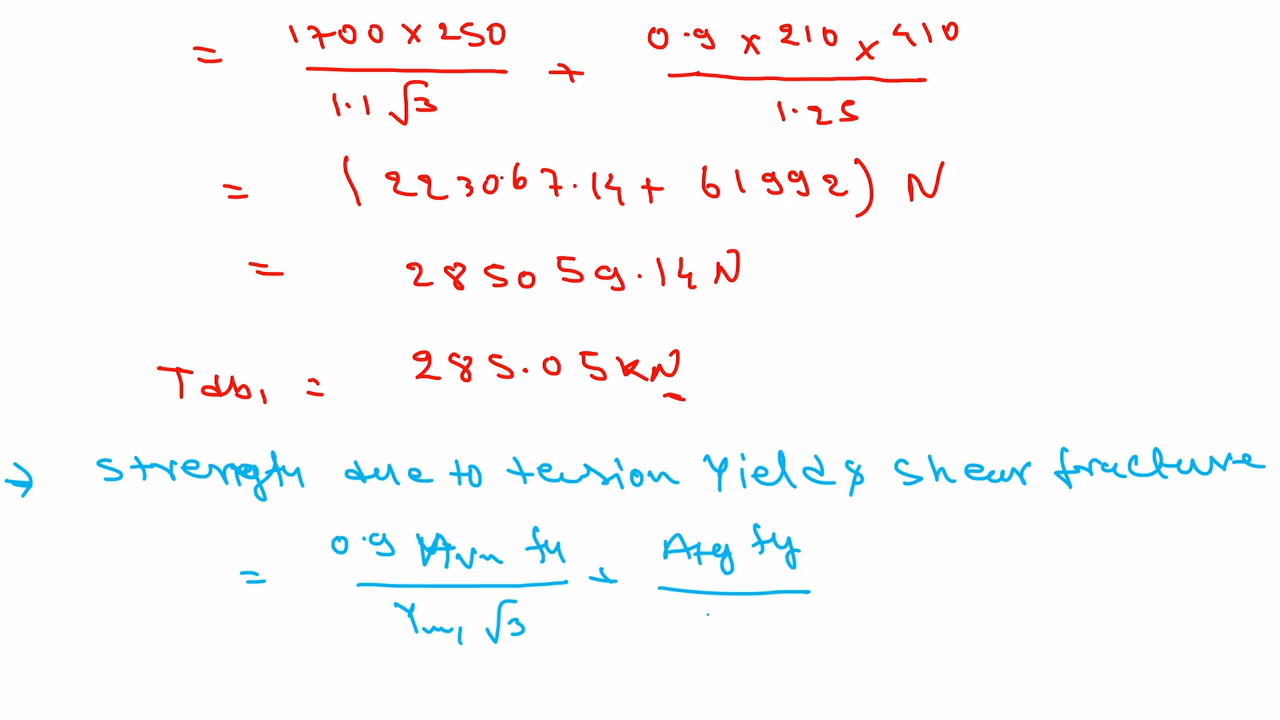 = 1700 × 250 / 1.1 √3 + 0.9 × 210 × 410 / 1.25
= (223067.14 + 61992) N
= 285059.14 N
Tdb1 = 285.05 kN
→ strength due to tension Yield & shear fracture
= 0.9 Avn fu / γm1 √3 + Atg fy /